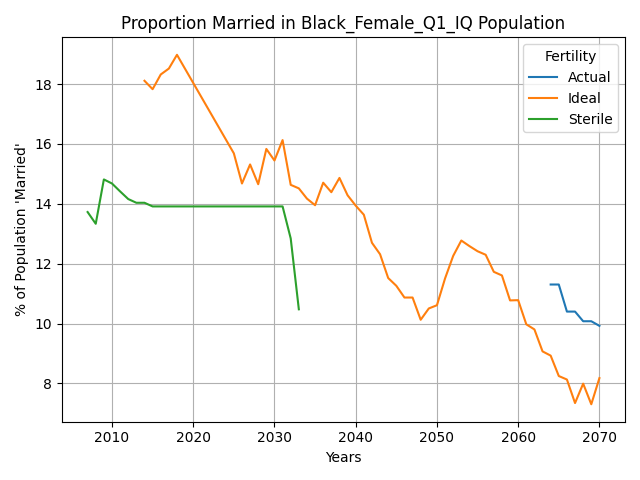 Proportion Married in Black_Female_Q1_IQ Population
Fertility
Actual
Ideal
Sterile
% of Population 'Married'
18
16
14
12
10
8
2010 2020 2030 2040 2050 2060 2070
Years